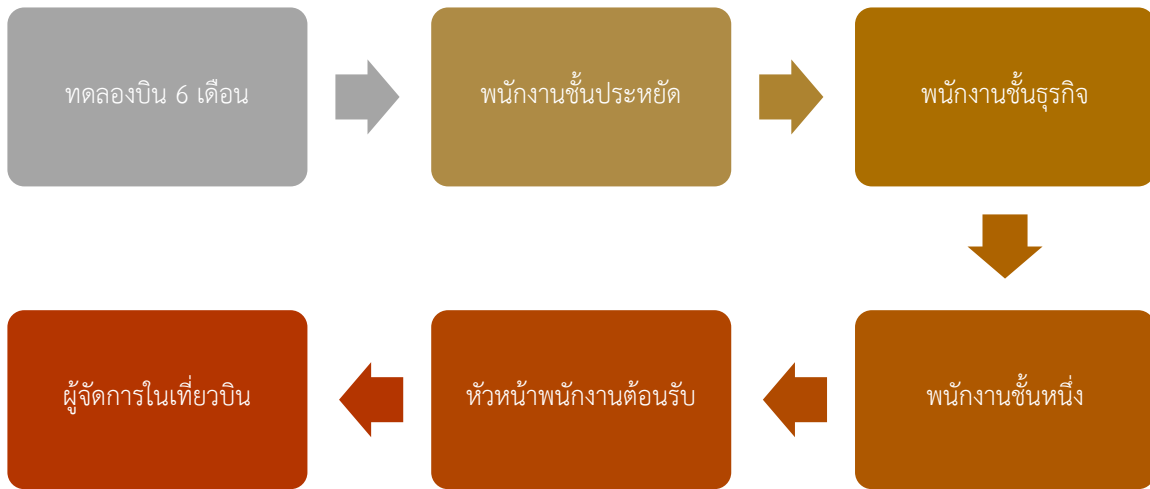 ทดลองบิน 6 เดือน
พนักงานชั้นประหยัด
พนักงานชั้นธุรกิจ
พนักงานชั้นหนึ่ง
หัวหน้าพนักงานต้อนรับ
ผู้จัดการในเที่ยวบิน